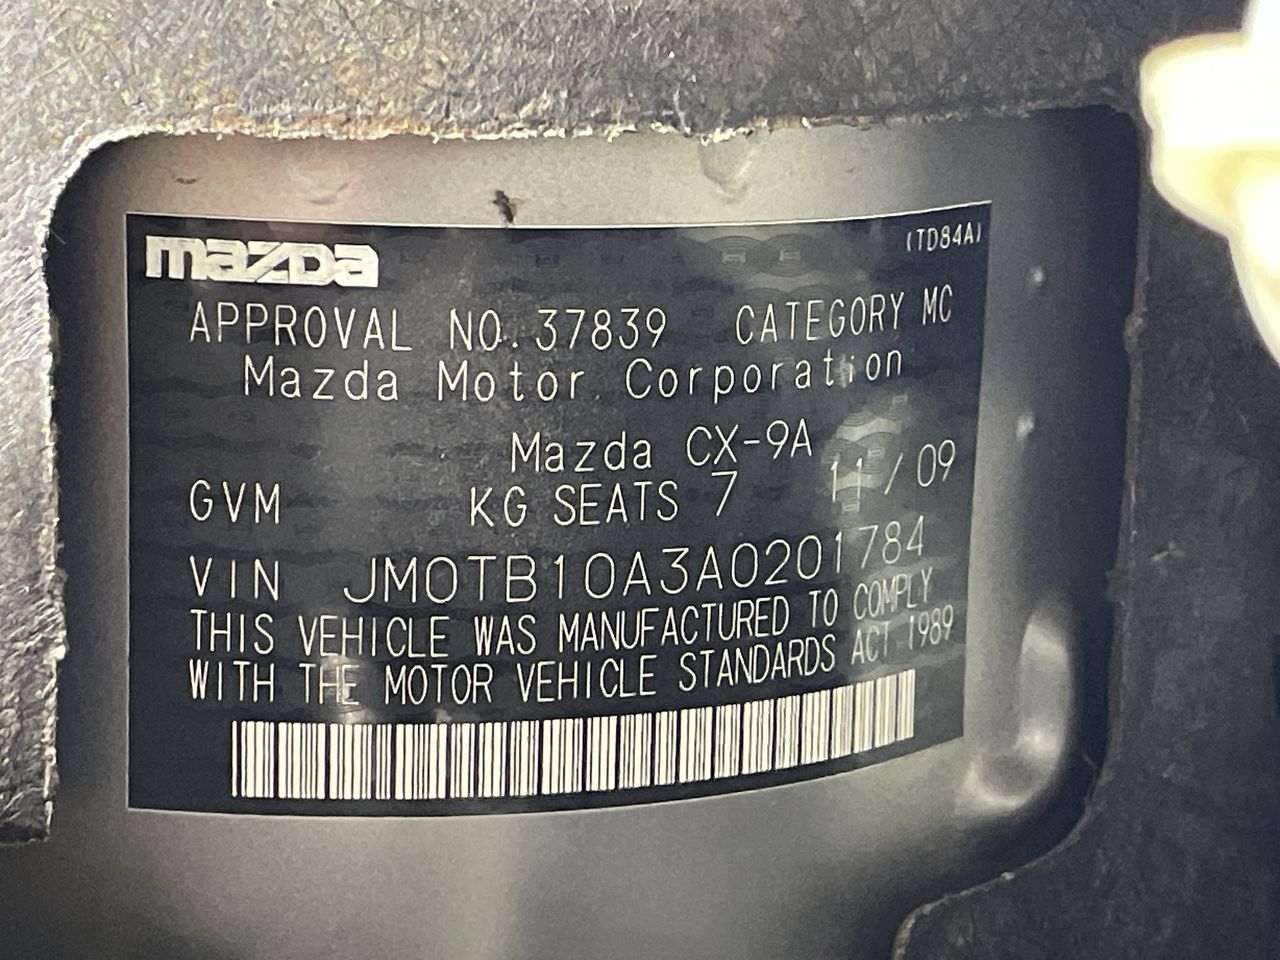 mazda
(TD84A)
APPROVAL NO. 37839 CATEGORY MC
Mazda Motor Corporation
Mazda CX-9A
GVM KG SEATS 7 11/09
VIN JM0TB10A3A0201784
THIS VEHICLE WAS MANUFACTURED TO COMPLY
WITH THE MOTOR VEHICLE STANDARDS ACT 1989